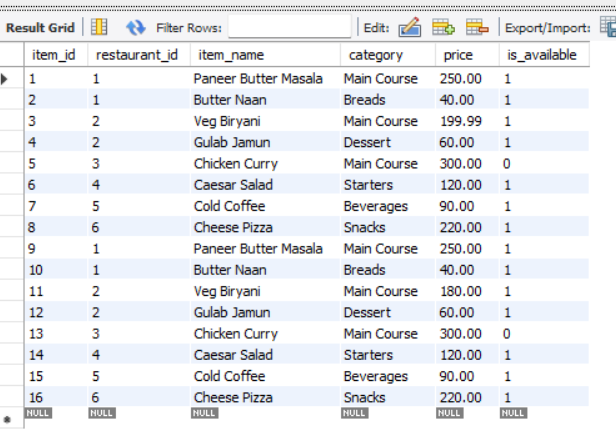 Result Grid Filter Rows: Edit: Export/Import:
item_id restaurant_id item_name category price is_available
1 1 Paneer Butter Masala Main Course 250.00 1
2 1 Butter Naan Breads 40.00 1
3 2 Veg Biryani Main Course 199.99 1
4 2 Gulab Jamun Dessert 60.00 1
5 3 Chicken Curry Main Course 300.00 0
6 4 Caesar Salad Starters 120.00 1
7 5 Cold Coffee Beverages 90.00 1
8 6 Cheese Pizza Snacks 220.00 1
9 1 Paneer Butter Masala Main Course 250.00 1
10 1 Butter Naan Breads 40.00 1
11 2 Veg Biryani Main Course 180.00 1
12 2 Gulab Jamun Dessert 60.00 1
13 3 Chicken Curry Main Course 300.00 0
14 4 Caesar Salad Starters 120.00 1
15 5 Cold Coffee Beverages 90.00 1
16 6 Cheese Pizza Snacks 220.00 1
NULL NULL NULL NULL NULL NULL